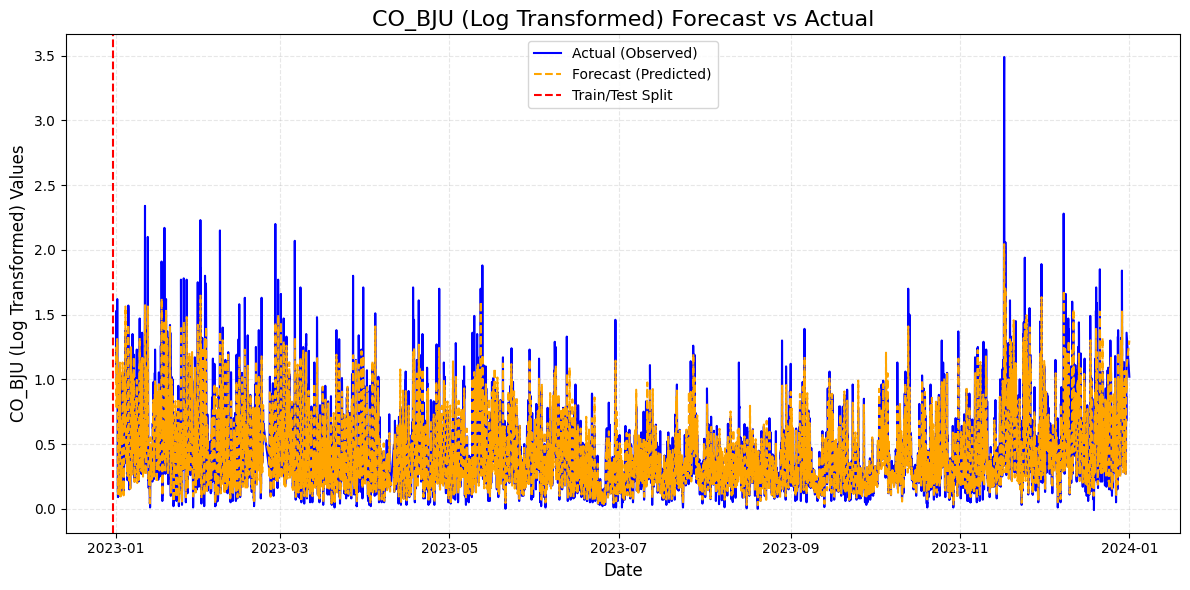 CO_BJU (Log Transformed) Forecast vs Actual
Actual (Observed)
Forecast (Predicted)
Train/Test Split
CO_BJU (Log Transformed) Values
3.5
3.0
2.5
2.0
1.5
1.0
0.5
0.0
2023-01
2023-03
2023-05
2023-07
2023-09
2023-11
2024-01
Date